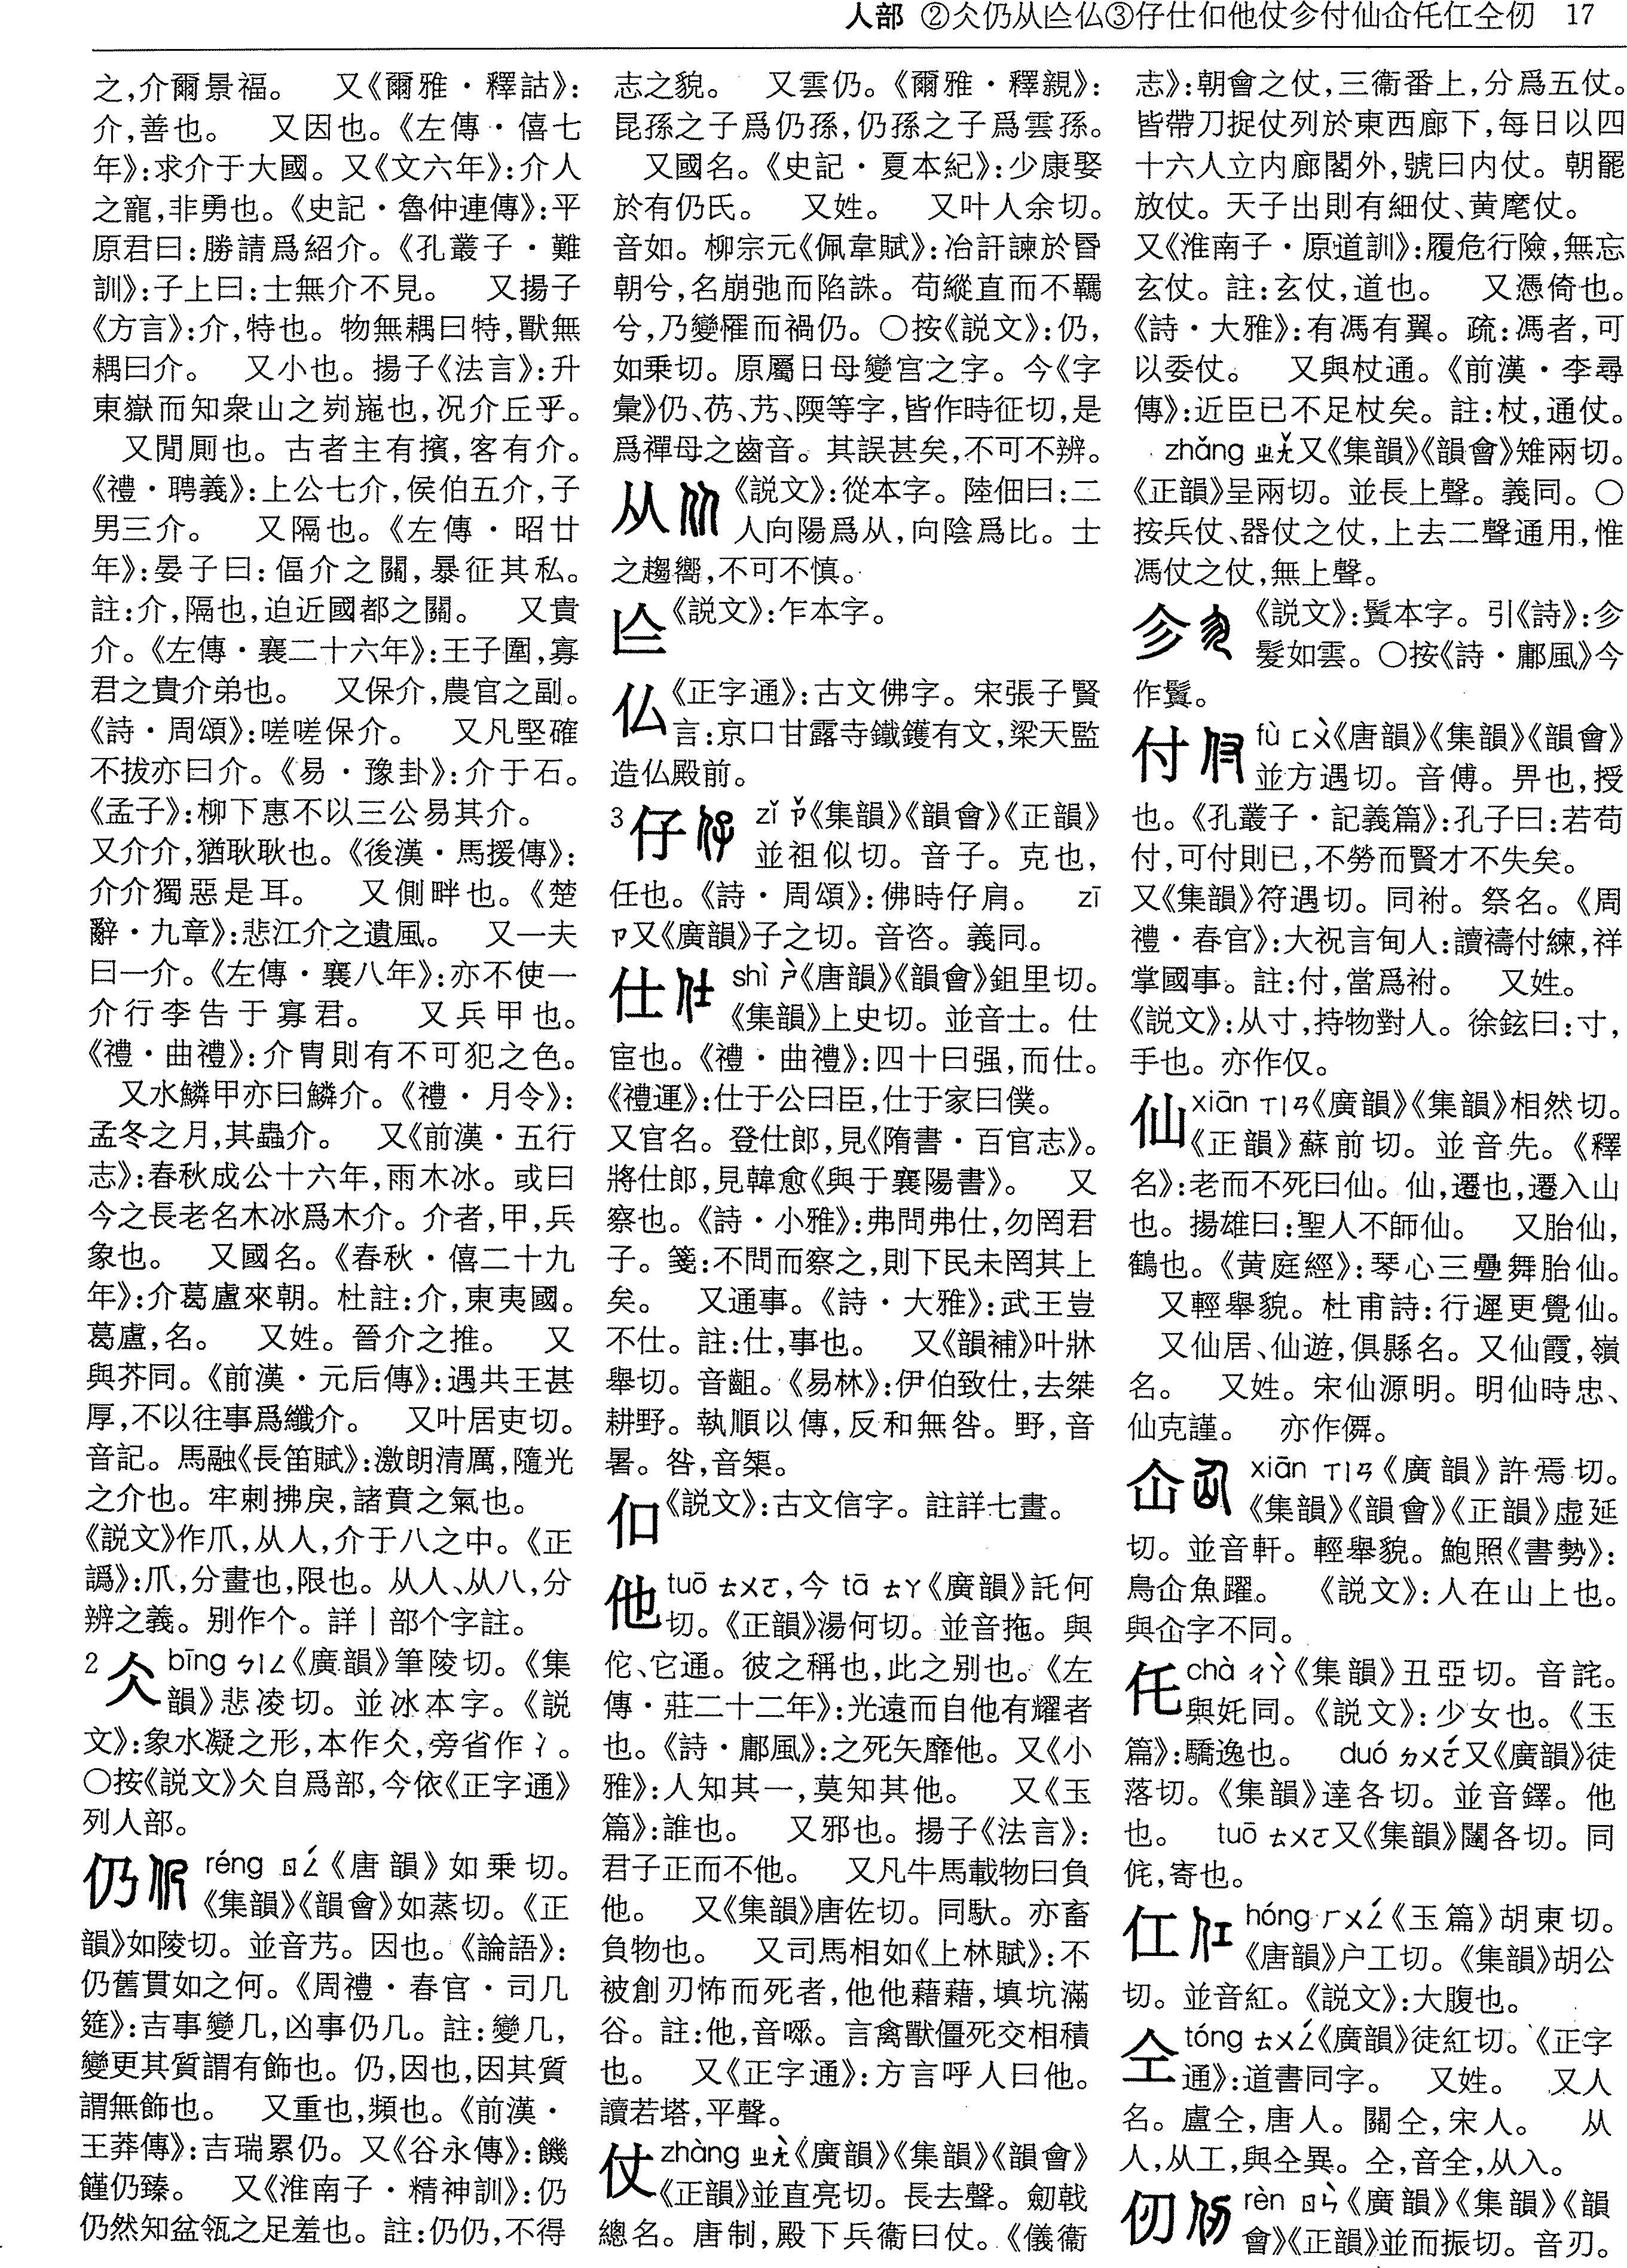 人部 ②仌仍从亾仏③仔仕㐰他仗㐱付仙仚仛仜仝仞 17
之,介爾景福。 又《爾雅·釋詁》:
介,善也。 又因也。《左傳·僖七
年》:求介于大國。又《文六年》:介人
之寵,非勇也。《史記·魯仲連傳》:平
原君曰:勝請爲紹介。《孔叢子·難
訓》:子上曰:士無介不見。 又揚子
《方言》:介,特也。物無耦曰特,獸無
耦曰介。 又小也。揚子《法言》:升
東嶽而知衆山之峛崺也,况介丘乎。
又閒厠也。古者主有擯,客有介。
《禮·聘義》:上公七介,侯伯五介,子
男三介。 又隔也。《左傳·昭廿
年》:晏子曰:偪介之關,暴征其私。
註:介,隔也,迫近國都之關。 又貴
介。《左傳·襄二十六年》:王子圍,寡
君之貴介弟也。 又保介,農官之副。
《詩·周頌》:嗟嗟保介。 又凡堅確
不拔亦曰介。《易·豫卦》:介于石。
《孟子》:柳下惠不以三公易其介。
又介介,猶耿耿也。《後漢·馬援傳》:
介介獨惡是耳。 又側畔也。《楚
辭·九章》:悲江介之遺風。 又一夫
曰一介。《左傳·襄八年》:亦不使一
介行李告于寡君。 又兵甲也。
《禮·曲禮》:介冑則有不可犯之色。
又水鱗甲亦曰鱗介。《禮·月令》:
孟冬之月,其蟲介。 又《前漢·五行
志》:春秋成公十六年,雨木冰。或曰
今之長老名木冰爲木介。介者,甲,兵
象也。 又國名。《春秋·僖二十九
年》:介葛盧來朝。杜註:介,東夷國。
葛盧,名。 又姓。晉介之推。 又
與芥同。《前漢·元后傳》:遇共王甚
厚,不以往事爲纖介。 又叶居吏切。
音記。馬融《長笛賦》:激朗清厲,隨光
之介也。牢剌拂戾,諸賁之氣也。
《説文》作爪,从人,介于八之中。《正
譌》:爪,分畫也,限也。从人、从八,分
辨之義。别作个。詳丨部个字註。
2 仌 bīng ㄅㄧㄥ《廣韻》筆陵切。《集
韻》悲凌切。並冰本字。《説
文》:象水凝之形,本作仌,旁省作冫。
○按《説文》仌自爲部,今依《正字通》
列人部。
仍 réng ㄖㄥˊ《唐韻》如乘切。
《集韻》《韻會》如蒸切。《正
韻》如陵切。並音艿。因也。《論語》:
仍舊貫如之何。《周禮·春官·司几
筵》:吉事變几,凶事仍几。註:變几,
變更其質謂有飾也。仍,因也,因其質
謂無飾也。 又重也,頻也。《前漢·
王莽傳》:吉瑞累仍。又《谷永傳》:饑
饉仍臻。 又《淮南子·精神訓》:仍
仍然知盆瓴之足羞也。註:仍仍,不得
志之貌。 又雲仍。《爾雅·釋親》:
昆孫之子爲仍孫,仍孫之子爲雲孫。
又國名。《史記·夏本紀》:少康娶
於有仍氏。 又姓。 又叶人余切。
音如。柳宗元《佩韋賦》:冶訐諫於昬
朝兮,名崩弛而陷誅。苟縱直而不羈
兮,乃變罹而禍仍。○按《説文》:仍,
如乘切。原屬日母變宫之字。今《字
彙》仍、芿、艿、陾等字,皆作時征切,是
爲禪母之齒音。其誤甚矣,不可不辨。
从 《説文》:從本字。陸佃曰:二
人向陽爲从,向陰爲比。士
之趨嚮,不可不慎。
亾 《説文》:乍本字。
仏 《正字通》:古文佛字。宋張子賢
言:京口甘露寺鐵鑊有文,梁天監
造仏殿前。
3 仔 zǐ ㄗˇ《集韻》《韻會》《正韻》
並祖似切。音子。克也,
任也。《詩·周頌》:佛時仔肩。 zī
ㄗ又《廣韻》子之切。音咨。義同。
仕 shì ㄕˋ《唐韻》《韻會》鉏里切。
《集韻》上史切。並音士。仕
宦也。《禮·曲禮》:四十曰强,而仕。
《禮運》:仕于公曰臣,仕于家曰僕。
又官名。登仕郎,見《隋書·百官志》。
將仕郎,見韓愈《與于襄陽書》。 又
察也。《詩·小雅》:弗問弗仕,勿罔君
子。箋:不問而察之,則下民未罔其上
矣。 又通事。《詩·大雅》:武王豈
不仕。註:仕,事也。 又《韻補》叶牀
舉切。音齟。《易林》:伊伯致仕,去桀
耕野。執順以傳,反和無咎。野,音
暑。咎,音榘。
㐰 《説文》:古文信字。註詳七畫。
他 tuō ㄊㄨㄛ,今 tā ㄊㄚ《廣韻》託何
切。《正韻》湯何切。並音拖。與
佗、它通。彼之稱也,此之别也。《左
傳·莊二十二年》:光遠而自他有耀者
也。《詩·鄘風》:之死矢靡他。又《小
雅》:人知其一,莫知其他。 又《玉
篇》:誰也。 又邪也。揚子《法言》:
君子正而不他。 又凡牛馬載物曰負
他。 又《集韻》唐佐切。同馱。亦畜
負物也。 又司馬相如《上林賦》:不
被創刃怖而死者,他他藉藉,填坑滿
谷。註:他,音㗖。言禽獸僵死交相積
也。 又《正字通》:方言呼人曰他。
讀若塔,平聲。
仗 zhàng ㄓㄤˋ《廣韻》《集韻》《韻會》
《正韻》並直亮切。長去聲。劒戟
總名。唐制,殿下兵衞曰仗。《儀衞
志》:朝會之仗,三衞番上,分爲五仗。
皆帶刀捉仗列於東西廊下,每日以四
十六人立内廊閣外,號曰内仗。朝罷
放仗。天子出則有細仗、黄麾仗。
又《淮南子·原道訓》:履危行險,無忘
玄仗。註:玄仗,道也。 又憑倚也。
《詩·大雅》:有馮有翼。疏:馮者,可
以委仗。 又與杖通。《前漢·李尋
傳》:近臣已不足杖矣。註:杖,通仗。
zhǎng ㄓㄤˇ又《集韻》《韻會》雉兩切。
《正韻》呈兩切。並長上聲。義同。○
按兵仗、器仗之仗,上去二聲通用,惟
馮仗之仗,無上聲。
㐱 《説文》:鬒本字。引《詩》:㐱
髮如雲。○按《詩·鄘風》今
作鬒。
付 fù ㄈㄨˋ《唐韻》《集韻》《韻會》
並方遇切。音傅。畀也,授
也。《孔叢子·記義篇》:孔子曰:若苟
付,可付則已,不勞而賢才不失矣。
又《集韻》符遇切。同祔。祭名。《周
禮·春官》:大祝言甸人:讀禱付練,祥
掌國事。註:付,當爲祔。 又姓。
《説文》:从寸,持物對人。徐鉉曰:寸,
手也。亦作仅。
仙 xiān ㄒㄧㄢ《廣韻》《集韻》相然切。
《正韻》蘇前切。並音先。《釋
名》:老而不死曰仙。仙,遷也,遷入山
也。揚雄曰:聖人不師仙。 又胎仙,
鶴也。《黄庭經》:琴心三疊舞胎仙。
又輕舉貌。杜甫詩:行遲更覺仙。
又仙居、仙遊,俱縣名。又仙霞,嶺
名。 又姓。宋仙源明。明仙時忠、
仙克謹。 亦作僊。
仚 xiān ㄒㄧㄢ《廣韻》許焉切。
《集韻》《韻會》《正韻》虚延
切。並音軒。輕舉貌。鮑照《書勢》:
鳥仚魚躍。 《説文》:人在山上也。
與仚字不同。
仛 chà ㄔㄚˋ《集韻》丑亞切。音詫。
與奼同。《説文》:少女也。《玉
篇》:驕逸也。 duó ㄉㄨㄛˊ又《廣韻》徒
落切。《集韻》達各切。並音鐸。他
也。 tuō ㄊㄨㄛ又《集韻》闥各切。同
侂,寄也。
仜 hóng ㄏㄨㄥˊ《玉篇》胡東切。
《唐韻》户工切。《集韻》胡公
切。並音紅。《説文》:大腹也。
仝 tóng ㄊㄨㄥˊ《廣韻》徒紅切。《正字
通》:道書同字。 又姓。 又人
名。盧仝,唐人。關仝,宋人。 从
人,从工,與仝異。仝,音全,从入。
仞 rèn ㄖㄣˋ《廣韻》《集韻》《韻
會》《正韻》並而振切。音刃。